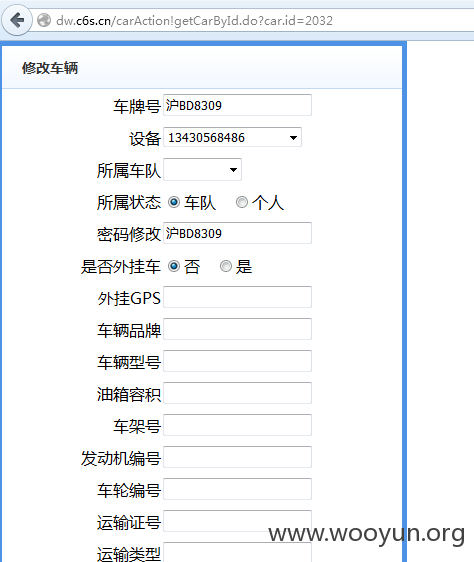 dw.c6s.cn/carAction!getCarById.do?car.id=2032
修改车辆
车牌号 沪BD8309
设备 13430568486
所属车队
所属状态 车队 个人
密码修改 沪BD8309
是否外挂车 否 是
外挂GPS
车辆品牌
车辆型号
油箱容积
车架号
发动机编号
车轮编号
运输证号
www.wooyun.org
运输类型